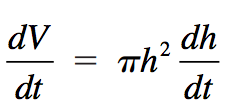 dV/dt = πh² dh/dt